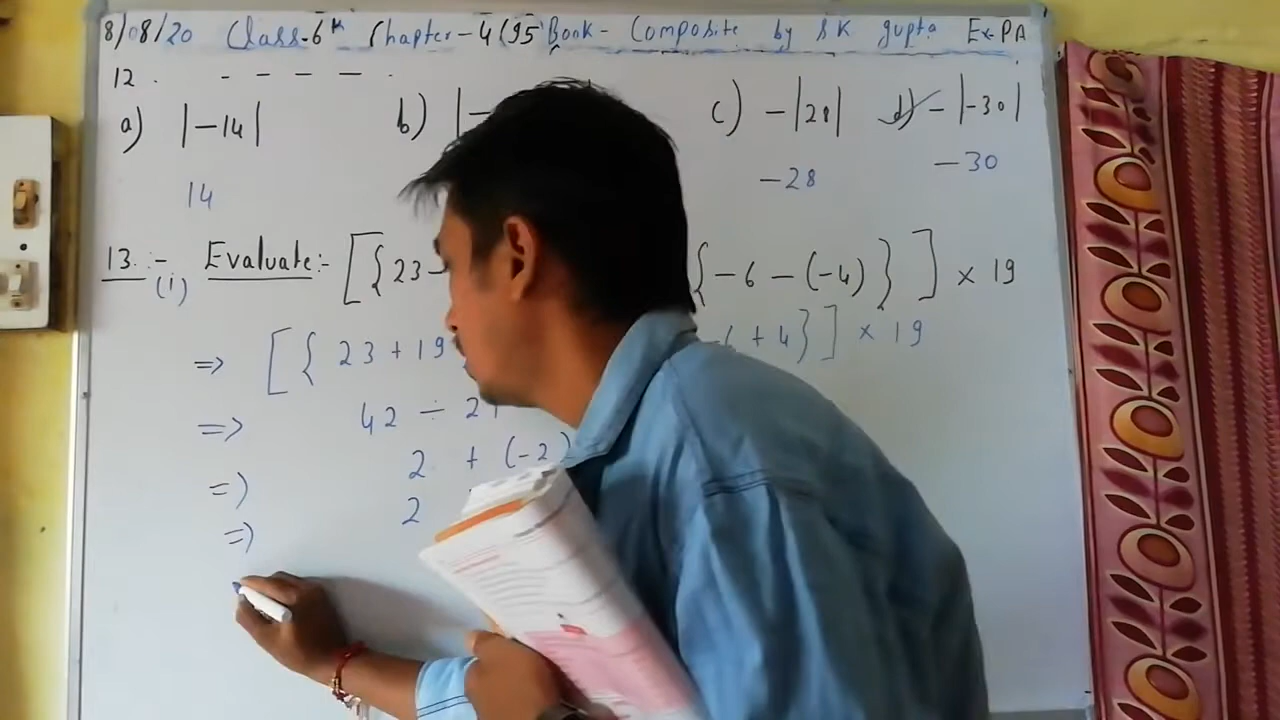 8/08/20 Class-6th Chapter-4(95 Book- Composite by SK gupta Ex-PA
12. - - - - .
a) |-14| b) |- c) -|28| d) -|-30|
14 -28 -30
13:- (i) Evaluate:- [{23- {-6-(-4)}] × 19
=> [{23+19 + 4}] × 19
=> 42 ÷ 21
=> 2 + (-2)
=> 2